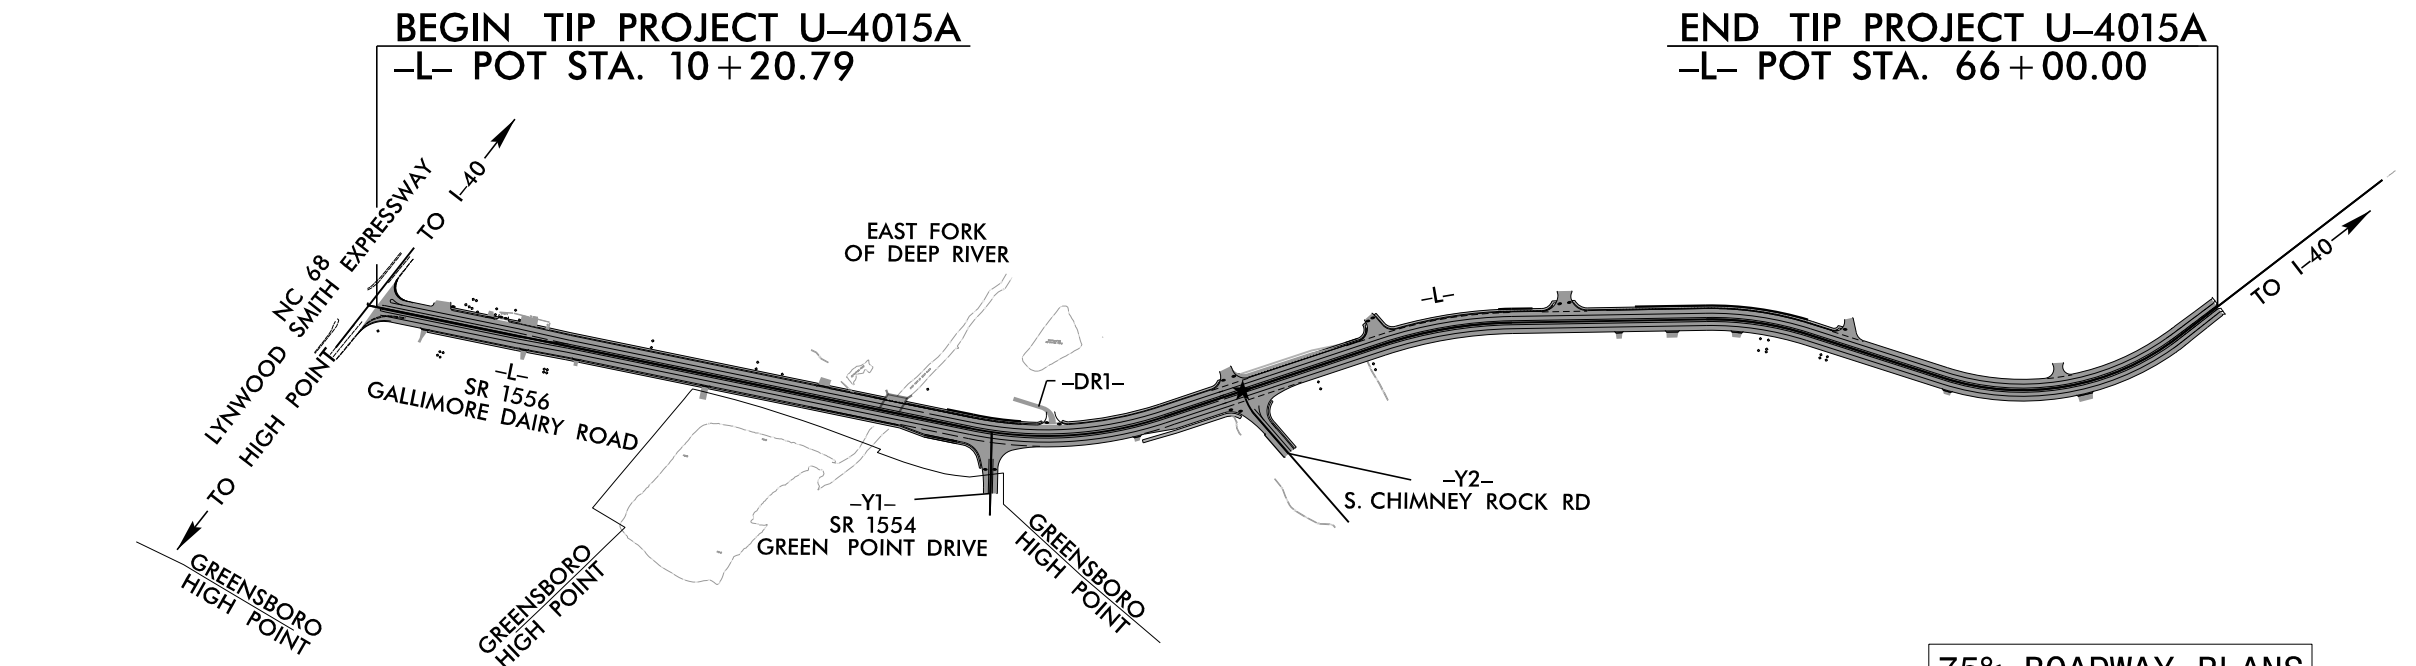 BEGIN TIP PROJECT U–4015A
–L– POT STA. 10+20.79
END TIP PROJECT U–4015A
–L– POT STA. 66+00.00
NC 68
LYNWOOD SMITH EXPRESSWAY
TO I–40
TO HIGH POINT
–L–
SR 1556
GALLIMORE DAIRY ROAD
EAST FORK
OF DEEP RIVER
–DR1–
–L–
TO I–40
–Y1–
SR 1554
GREEN POINT DRIVE
–Y2–
S. CHIMNEY ROCK RD
GREENSBORO
HIGH POINT
GREENSBORO
HIGH POINT
GREENSBORO
HIGH POINT
75% ROADWAY PLANS